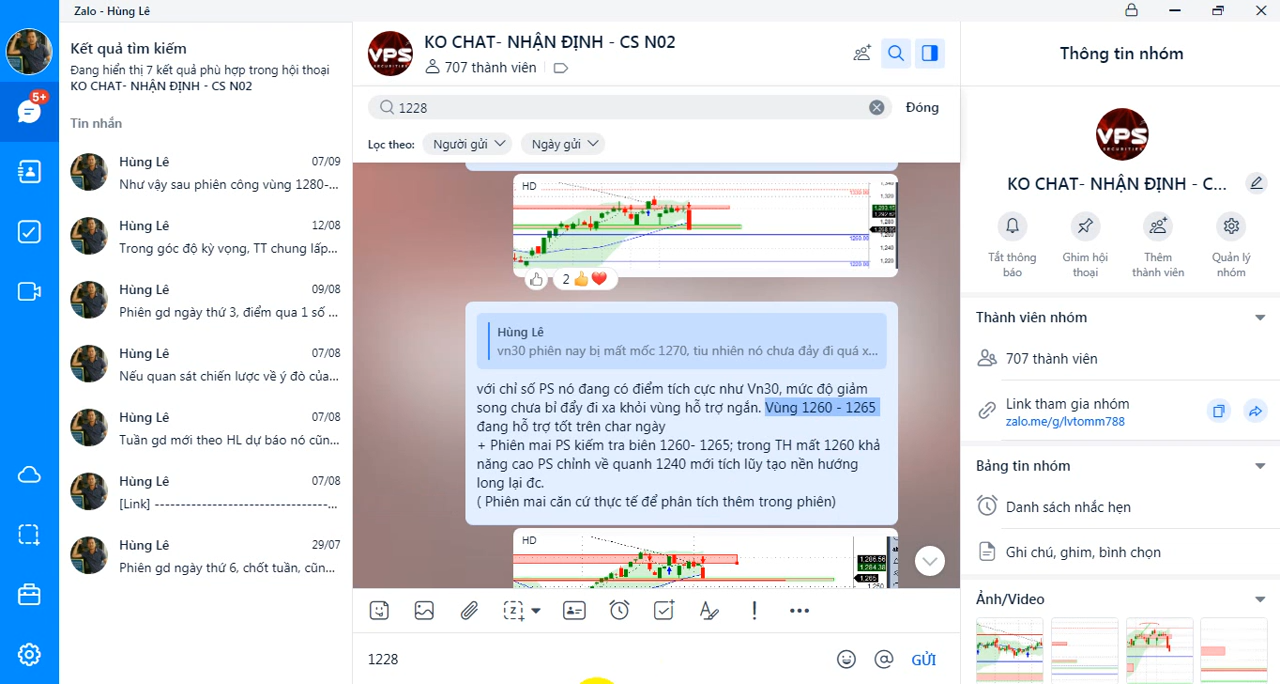 Zalo - Hùng Lê
5+
Kết quả tìm kiếm
Đang hiển thị 7 kết quả phù hợp trong hội thoại
KO CHAT- NHẬN ĐỊNH - CS N02
Tin nhắn
Hùng Lê
07/09
Như vậy sau phiên công vùng 1280-...
Hùng Lê
12/08
Trong góc độ kỳ vọng, TT chung lấp...
Hùng Lê
09/08
Phiên gd ngày thứ 3, điểm qua 1 số ...
Hùng Lê
07/08
Nếu quan sát chiến lược về ý đò của...
Hùng Lê
07/08
Tuần gd mới theo HL dự báo nó cũn...
Hùng Lê
07/08
[Link] ---------------------------------...
Hùng Lê
29/07
Phiên gd ngày thứ 6, chốt tuần, cũn...
VPS
SECURITIES
KO CHAT- NHẬN ĐỊNH - CS N02
707 thành viên
1228
Đóng
Lọc theo:
Người gửi
Ngày gửi
HD
2
Hùng Lê
vn30 phiên nay bị mất mốc 1270, tiu nhiên nó chưa đảy đi quá x...
với chỉ số PS nó đang có điểm tích cực như Vn30, mức độ giảm
song chưa bỉ đẩy đi xa khỏi vùng hỗ trợ ngắn. Vùng 1260 - 1265
đang hỗ trợ tốt trên char ngày
+ Phiên mai PS kiếm tra biên 1260- 1265; trong TH mất 1260 khả
năng cao PS chỉnh về quanh 1240 mới tích lũy tạo nền hướng
long lại đc.
( Phiên mai căn cứ thực tế để phân tích thêm trong phiên)
HD
1228
GỬI
Thông tin nhóm
VPS
SECURITIES
KO CHAT- NHẬN ĐỊNH - C...
Tắt thông
báo
Ghim hội
thoại
Thêm
thành viên
Quản lý
nhóm
Thành viên nhóm
707 thành viên
Link tham gia nhóm
zalo.me/g/lvtomm788
Bảng tin nhóm
Danh sách nhắc hẹn
Ghi chú, ghim, bình chọn
Ảnh/Video